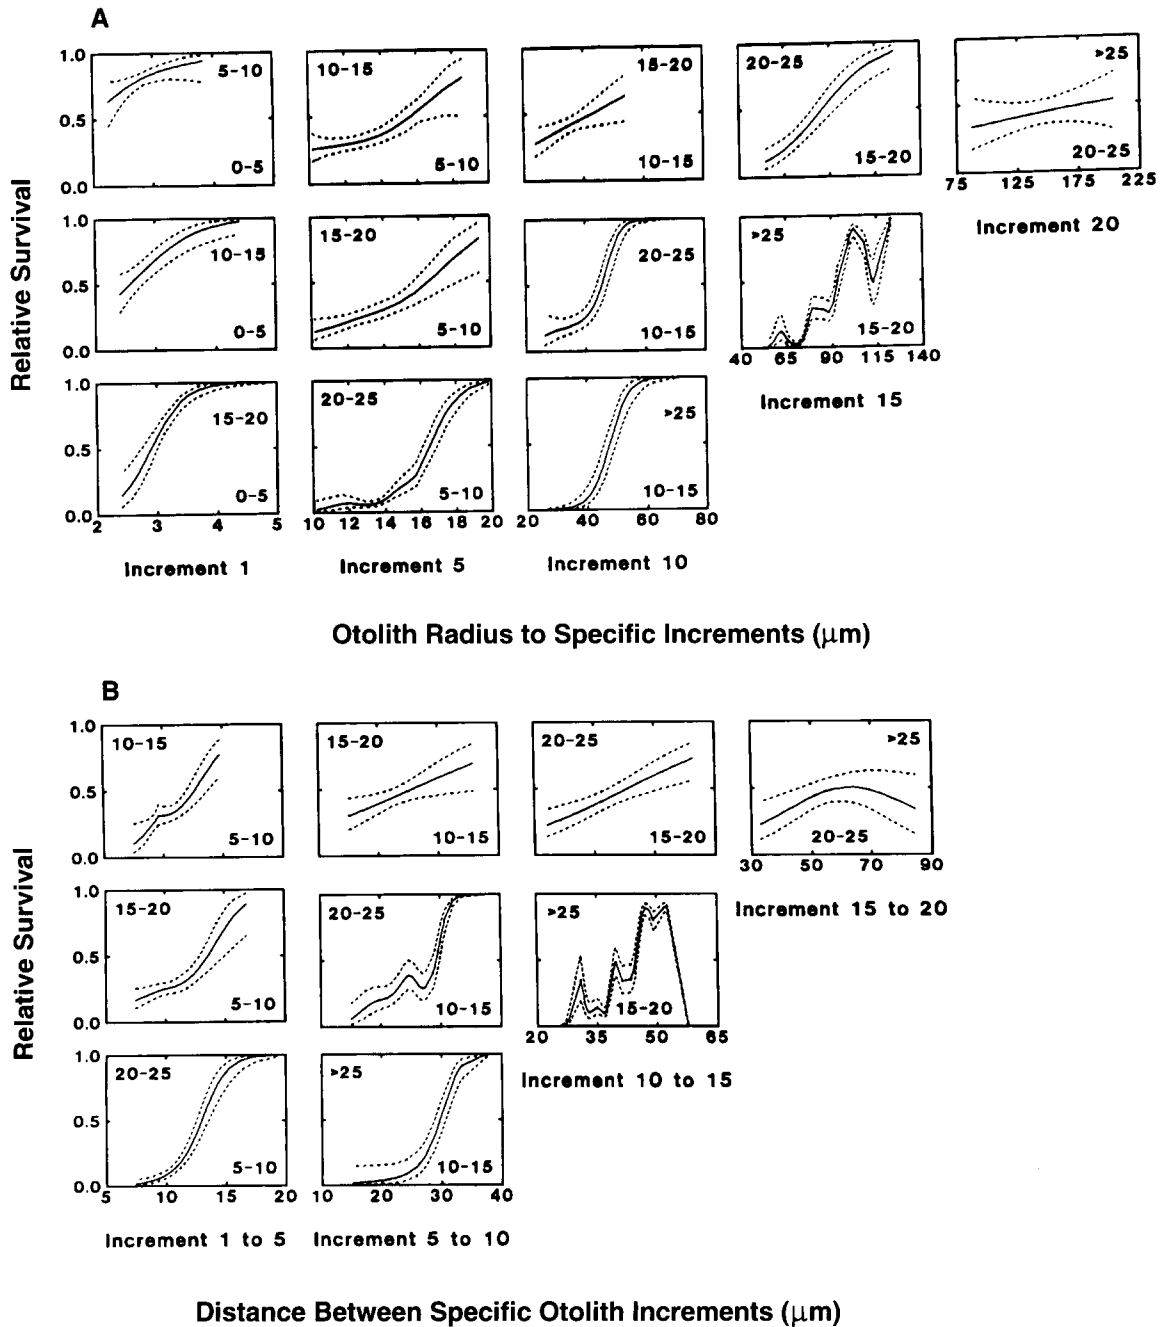 A
Relative Survival
1.0
0.5
0.0
5-10
0-5
10-15
5-10
15-20
10-15
20-25
15-20
>25
20-25
75 125 175 225
Increment 20
1.0
0.5
0.0
10-15
0-5
15-20
5-10
20-25
10-15
>25
15-20
40 65 90 115 140
Increment 15
1.0
0.5
0.0
15-20
0-5
2 3 4 5
Increment 1
20-25
5-10
10 12 14 16 18 20
Increment 5
>25
10-15
20 40 60 80
Increment 10
Otolith Radius to Specific Increments (μm)
B
Relative Survival
1.0
0.5
0.0
10-15
5-10
15-20
10-15
20-25
15-20
>25
20-25
30 50 70 90
Increment 15 to 20
1.0
0.5
0.0
15-20
5-10
20-25
10-15
>25
15-20
20 35 50 65
Increment 10 to 15
1.0
0.5
0.0
20-25
5-10
5 10 15 20
Increment 1 to 5
>25
10-15
10 20 30 40
Increment 5 to 10
Distance Between Specific Otolith Increments (μm)